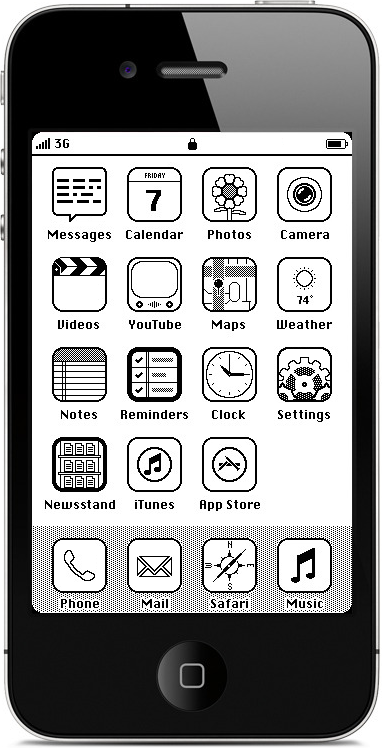 3G
Messages
FRIDAY
7
Calendar
Photos
Camera
Videos
YouTube
Maps
74°
Weather
Notes
Reminders
Clock
Settings
Newsstand
iTunes
App Store
Phone
Mail
N
E
Safari
Music